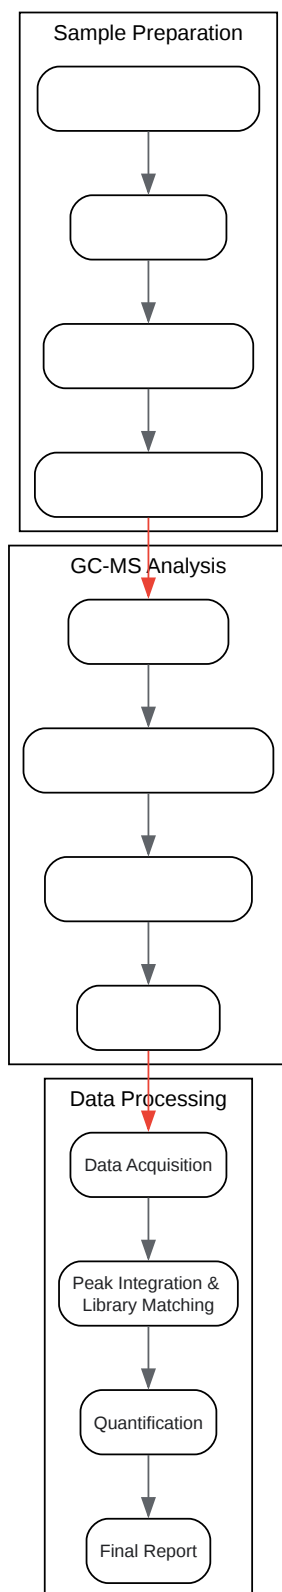 Sample Preparation
GC-MS Analysis
Data Processing
Data Acquisition
Peak Integration &
Library Matching
Quantification
Final Report